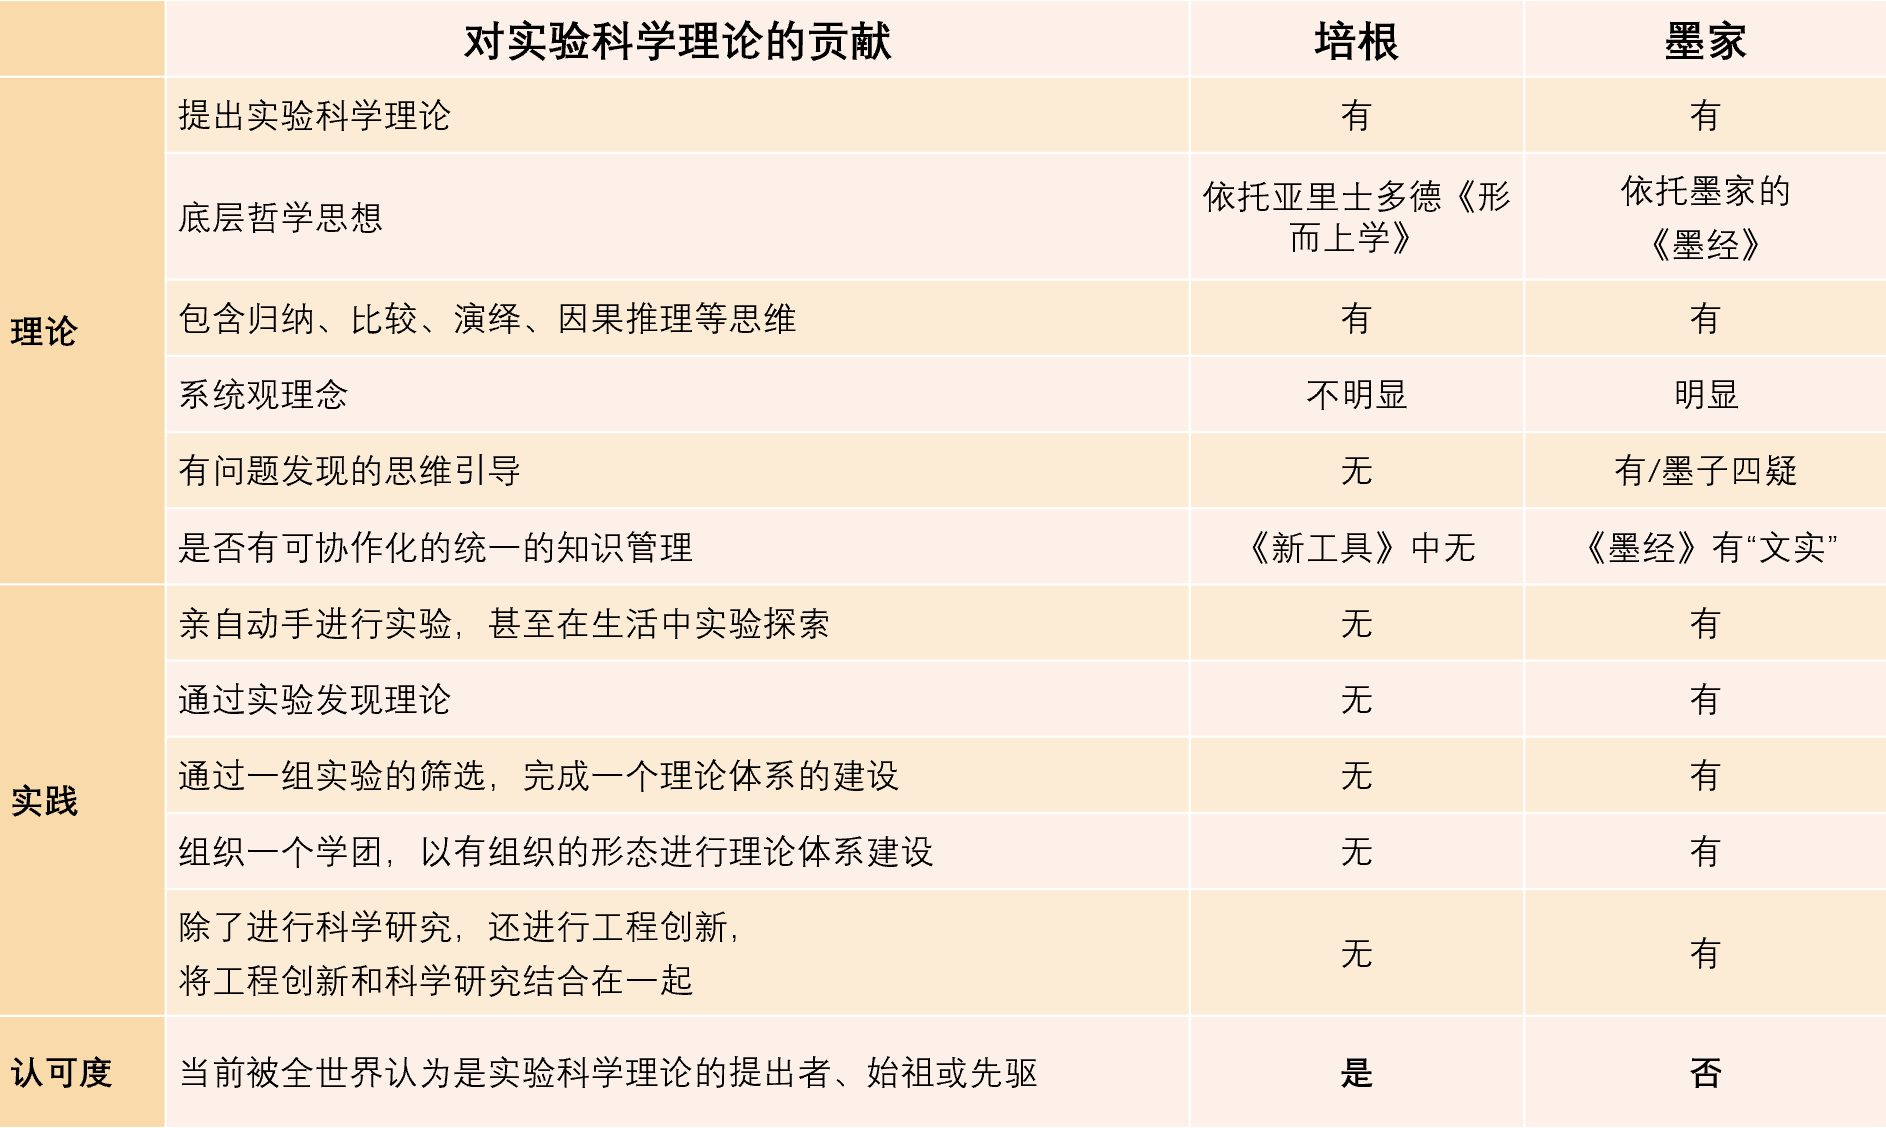 对实验科学理论的贡献 培根 墨家
理论
提出实验科学理论 有 有
底层哲学思想
依托亚里士多德《形
而上学》
依托墨家的
《墨经》
包含归纳、比较、演绎、因果推理等思维 有 有
系统观理念 不明显 明显
有问题发现的思维引导 无 有/墨子四疑
是否有可协作化的统一的知识管理 《新工具》中无 《墨经》有“文实”
实践
亲自动手进行实验，甚至在生活中实验探索 无 有
通过实验发现理论 无 有
通过一组实验的筛选，完成一个理论体系的建设 无 有
组织一个学团，以有组织的形态进行理论体系建设 无 有
除了进行科学研究，还进行工程创新，
将工程创新和科学研究结合在一起
无 有
认可度 当前被全世界认为是实验科学理论的提出者、始祖或先驱 是 否